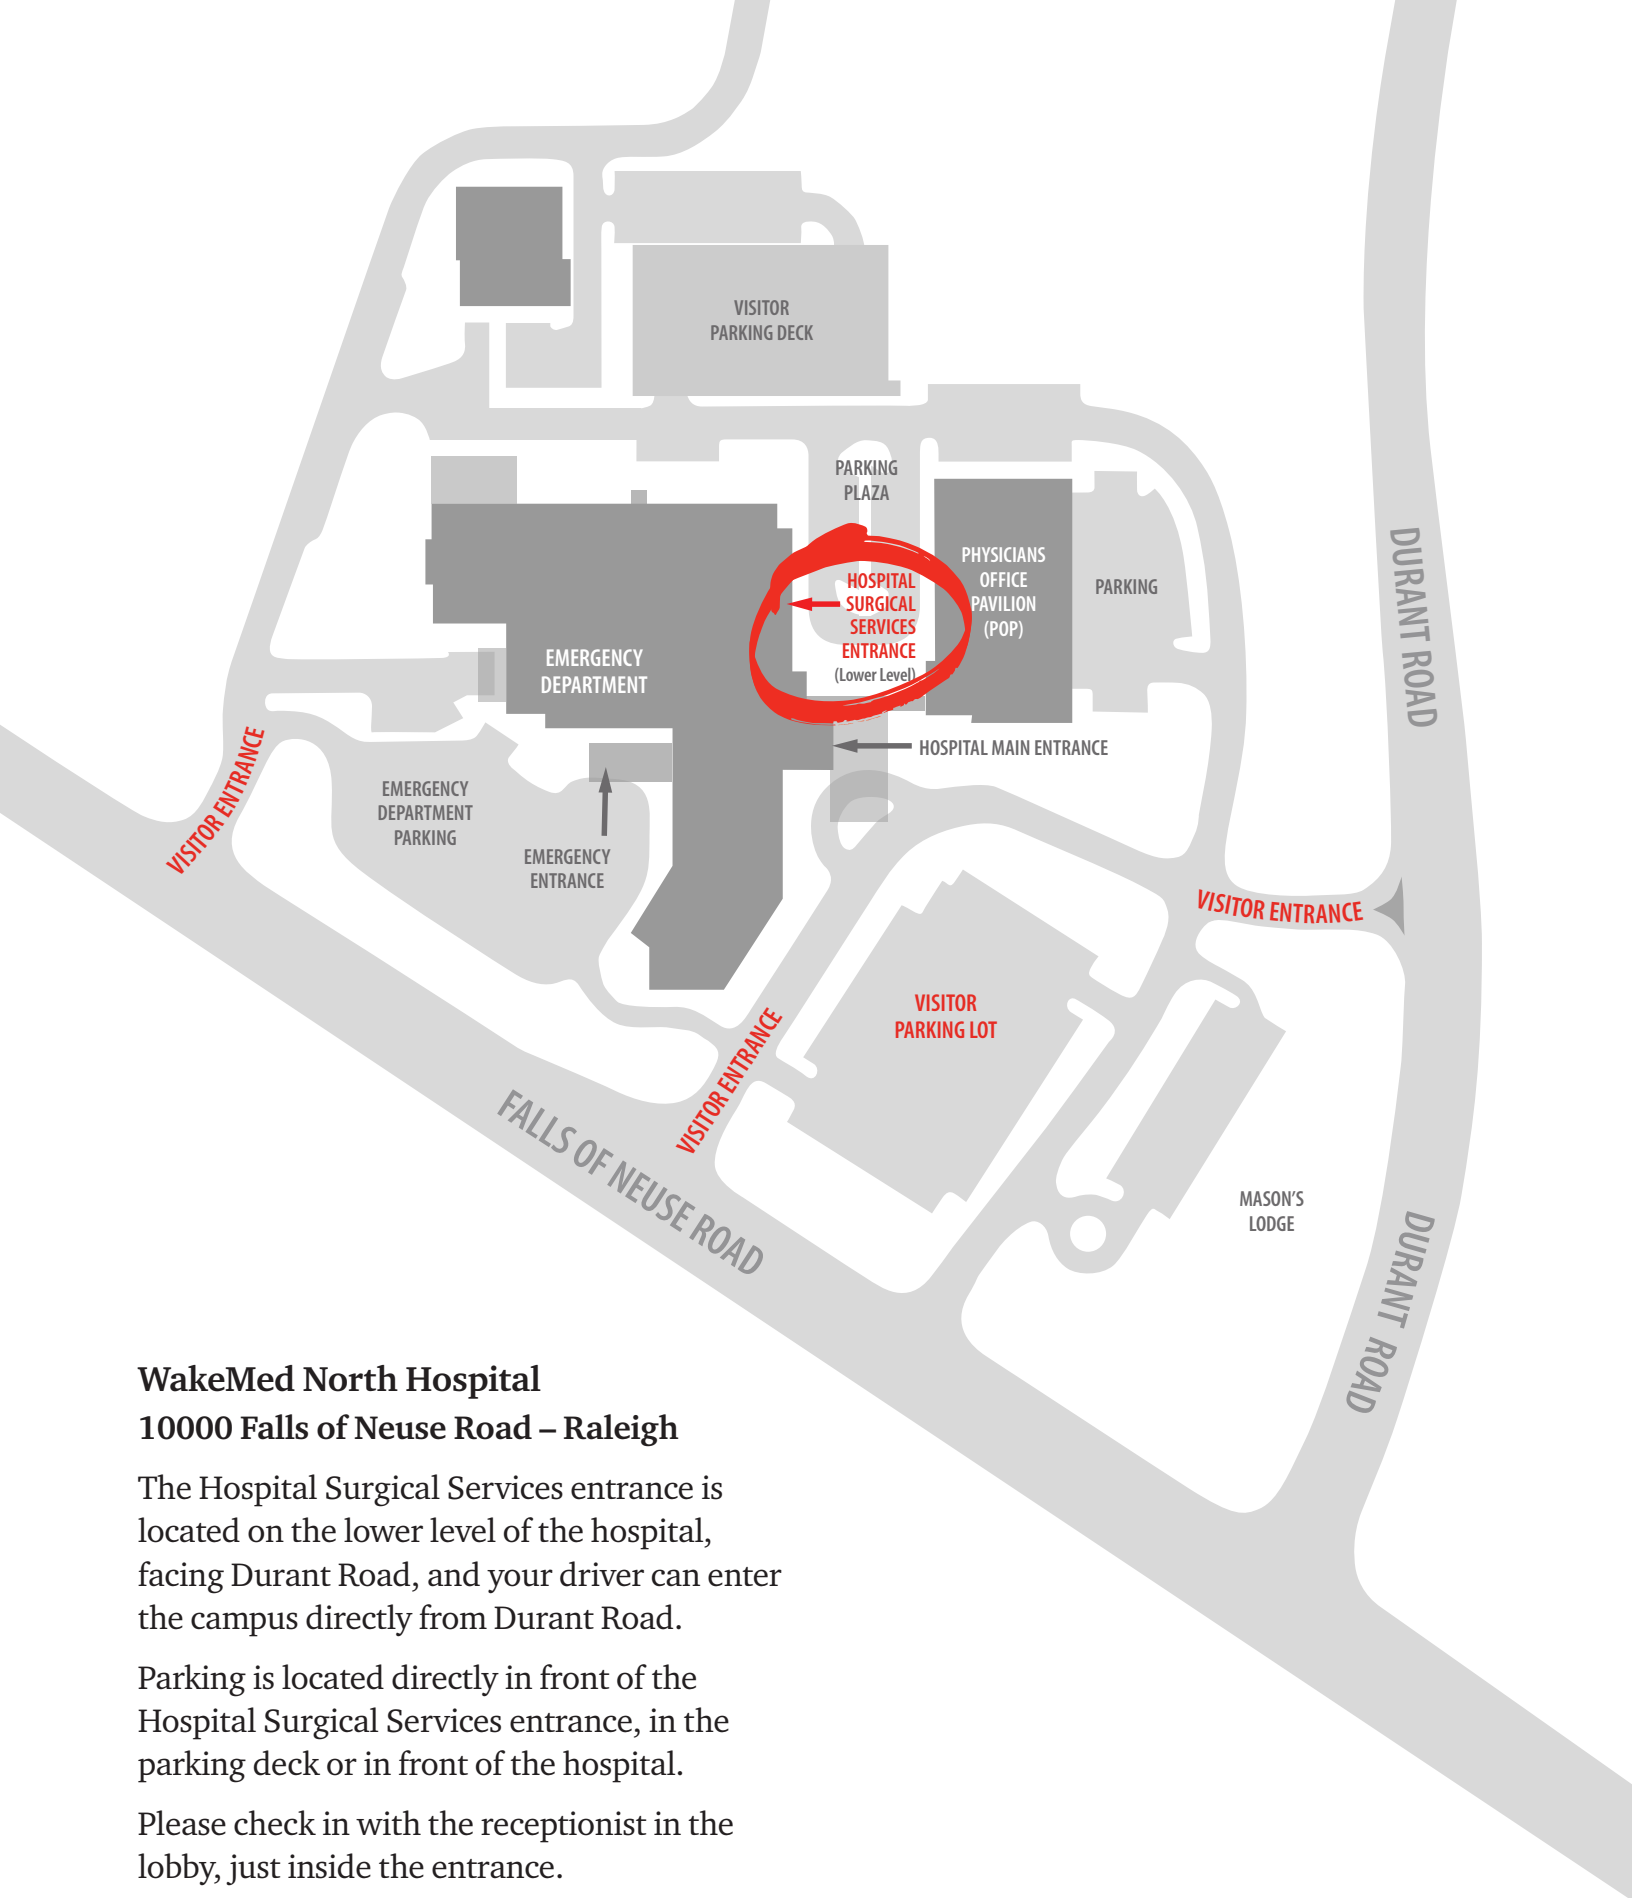 VISITOR
PARKING DECK
PARKING
PLAZA
HOSPITAL
SURGICAL
SERVICES
ENTRANCE
(Lower Level)
PHYSICIANS
OFFICE
PAVILION
(POP)
PARKING
DURANT ROAD
EMERGENCY
DEPARTMENT
HOSPITAL MAIN ENTRANCE
VISITOR ENTRANCE
EMERGENCY
DEPARTMENT
PARKING
EMERGENCY
ENTRANCE
VISITOR ENTRANCE
VISITOR
PARKING LOT
VISITOR ENTRANCE
FALLS OF NEUSE ROAD
MASON’S
LODGE
DURANT ROAD
WakeMed North Hospital
10000 Falls of Neuse Road – Raleigh
The Hospital Surgical Services entrance is
located on the lower level of the hospital,
facing Durant Road, and your driver can enter
the campus directly from Durant Road.
Parking is located directly in front of the
Hospital Surgical Services entrance, in the
parking deck or in front of the hospital.
Please check in with the receptionist in the
lobby, just inside the entrance.